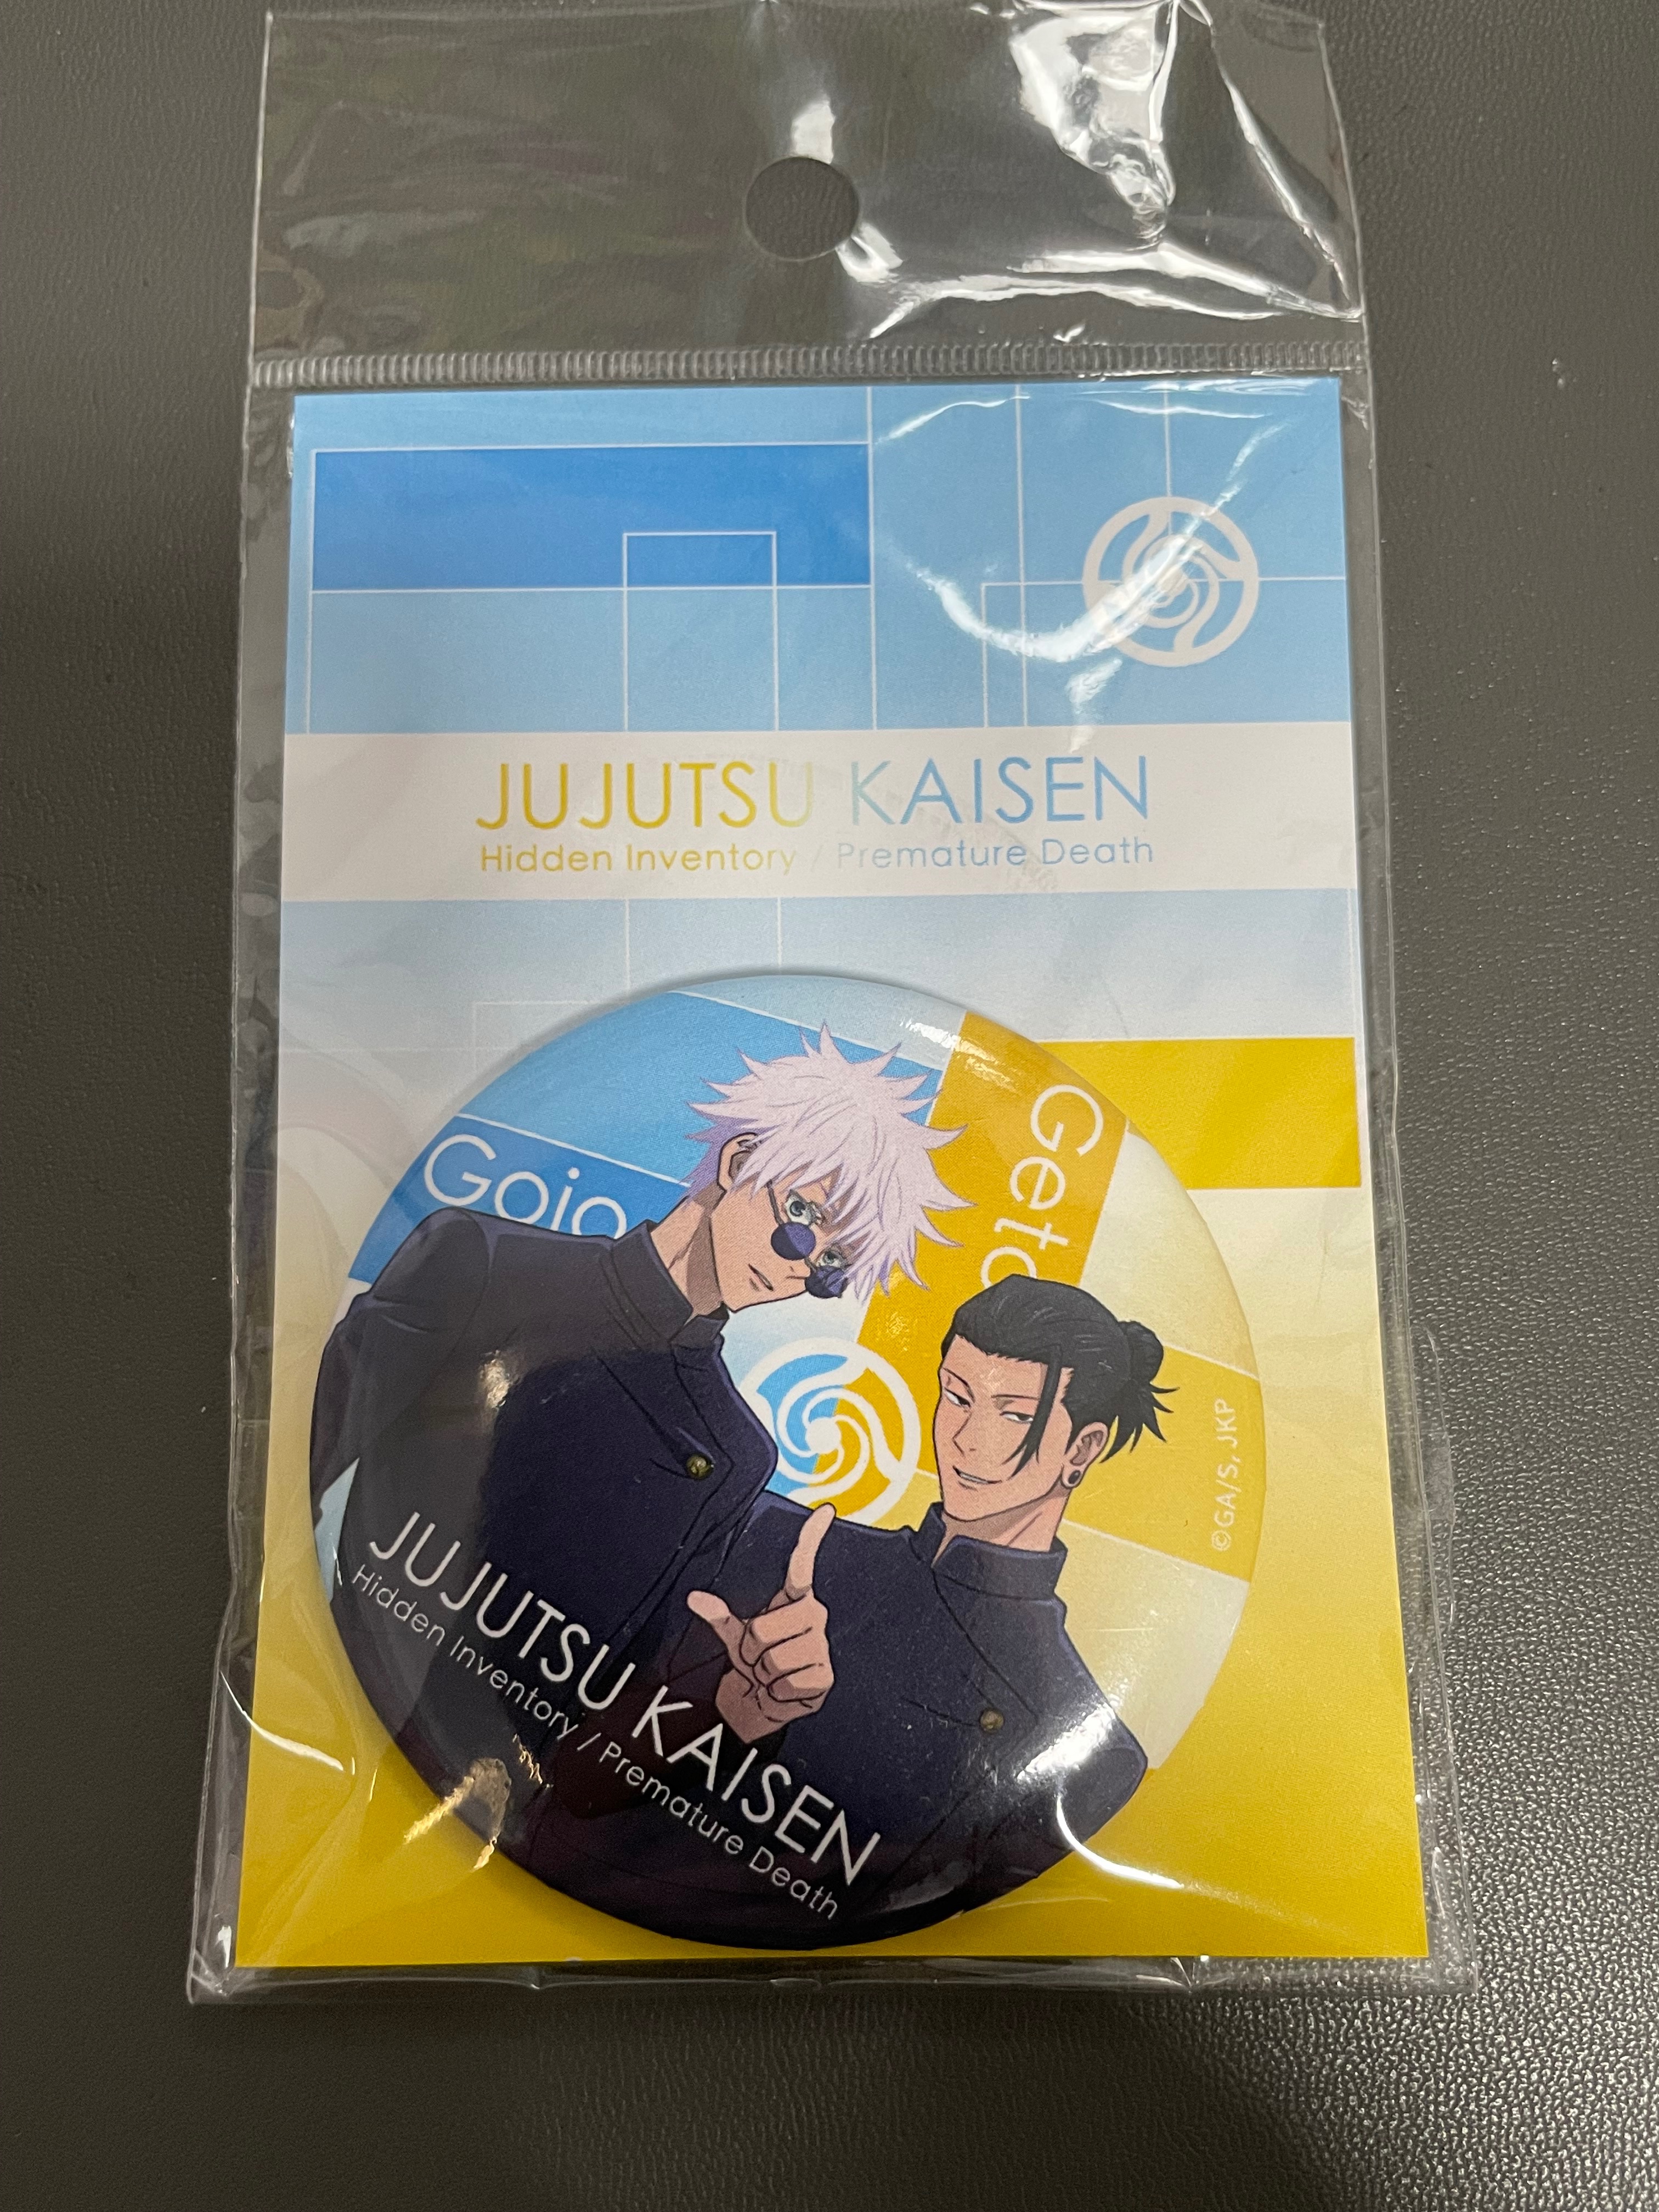 JUJUTSU KAISEN
Hidden Inventory / Premature Death
Gojo
Geto
©GA/S, JKP
JUJUTSU KAISEN
Hidden Inventory / Premature Death